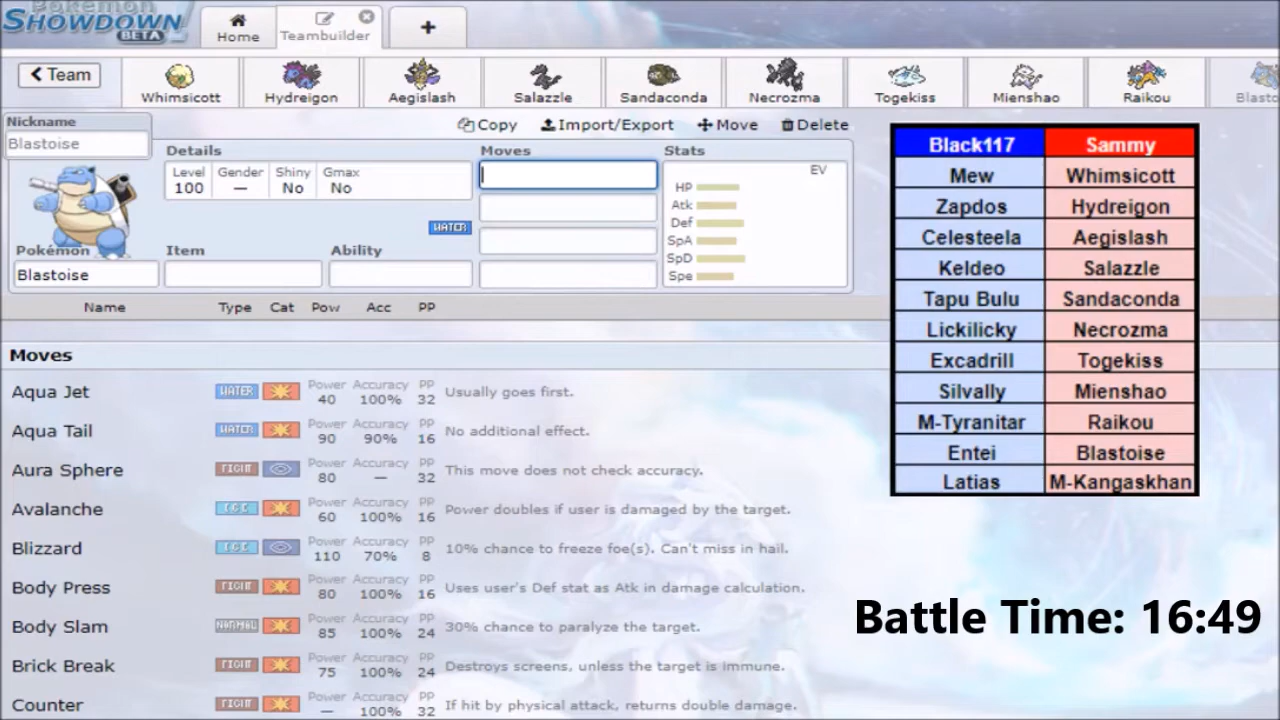 Pokémon
SHOWDOWN
BETA
Home
Teambuilder
+
Team
Whimsicott
Hydreigon
Aegislash
Salazzle
Sandaconda
Necrozma
Togekiss
Mienshao
Raikou
Blasto
Nickname
Blastoise
Copy
Import/Export
Move
Delete
Details
Moves
Stats
Level Gender Shiny Gmax
100 — No No
EV
HP
Atk
Def
SpA
SpD
Spe
WATER
Pokémon Item Ability
Blastoise
Name Type Cat Pow Acc PP
Moves
Aqua Jet WATER Power 40 Accuracy 100% PP 32 Usually goes first.
Aqua Tail WATER Power 90 Accuracy 90% PP 16 No additional effect.
Aura Sphere FIGHT Power 80 Accuracy — PP 32 This move does not check accuracy.
Avalanche ICE Power 60 Accuracy 100% PP 16 Power doubles if user is damaged by the target.
Blizzard ICE Power 110 Accuracy 70% PP 8 10% chance to freeze foe(s). Can't miss in hail.
Body Press FIGHT Power 80 Accuracy 100% PP 16 Uses user's Def stat as Atk in damage calculation.
Body Slam NORMAL Power 85 Accuracy 100% PP 24 30% chance to paralyze the target.
Brick Break FIGHT Power 75 Accuracy 100% PP 24 Destroys screens, unless the target is immune.
Counter FIGHT Power — Accuracy 100% PP 32 If hit by physical attack, returns double damage.
Black117 Sammy
Mew Whimsicott
Zapdos Hydreigon
Celesteela Aegislash
Keldeo Salazzle
Tapu Bulu Sandaconda
Lickilicky Necrozma
Excadrill Togekiss
Silvally Mienshao
M-Tyranitar Raikou
Entei Blastoise
Latias M-Kangaskhan
Battle Time: 16:49